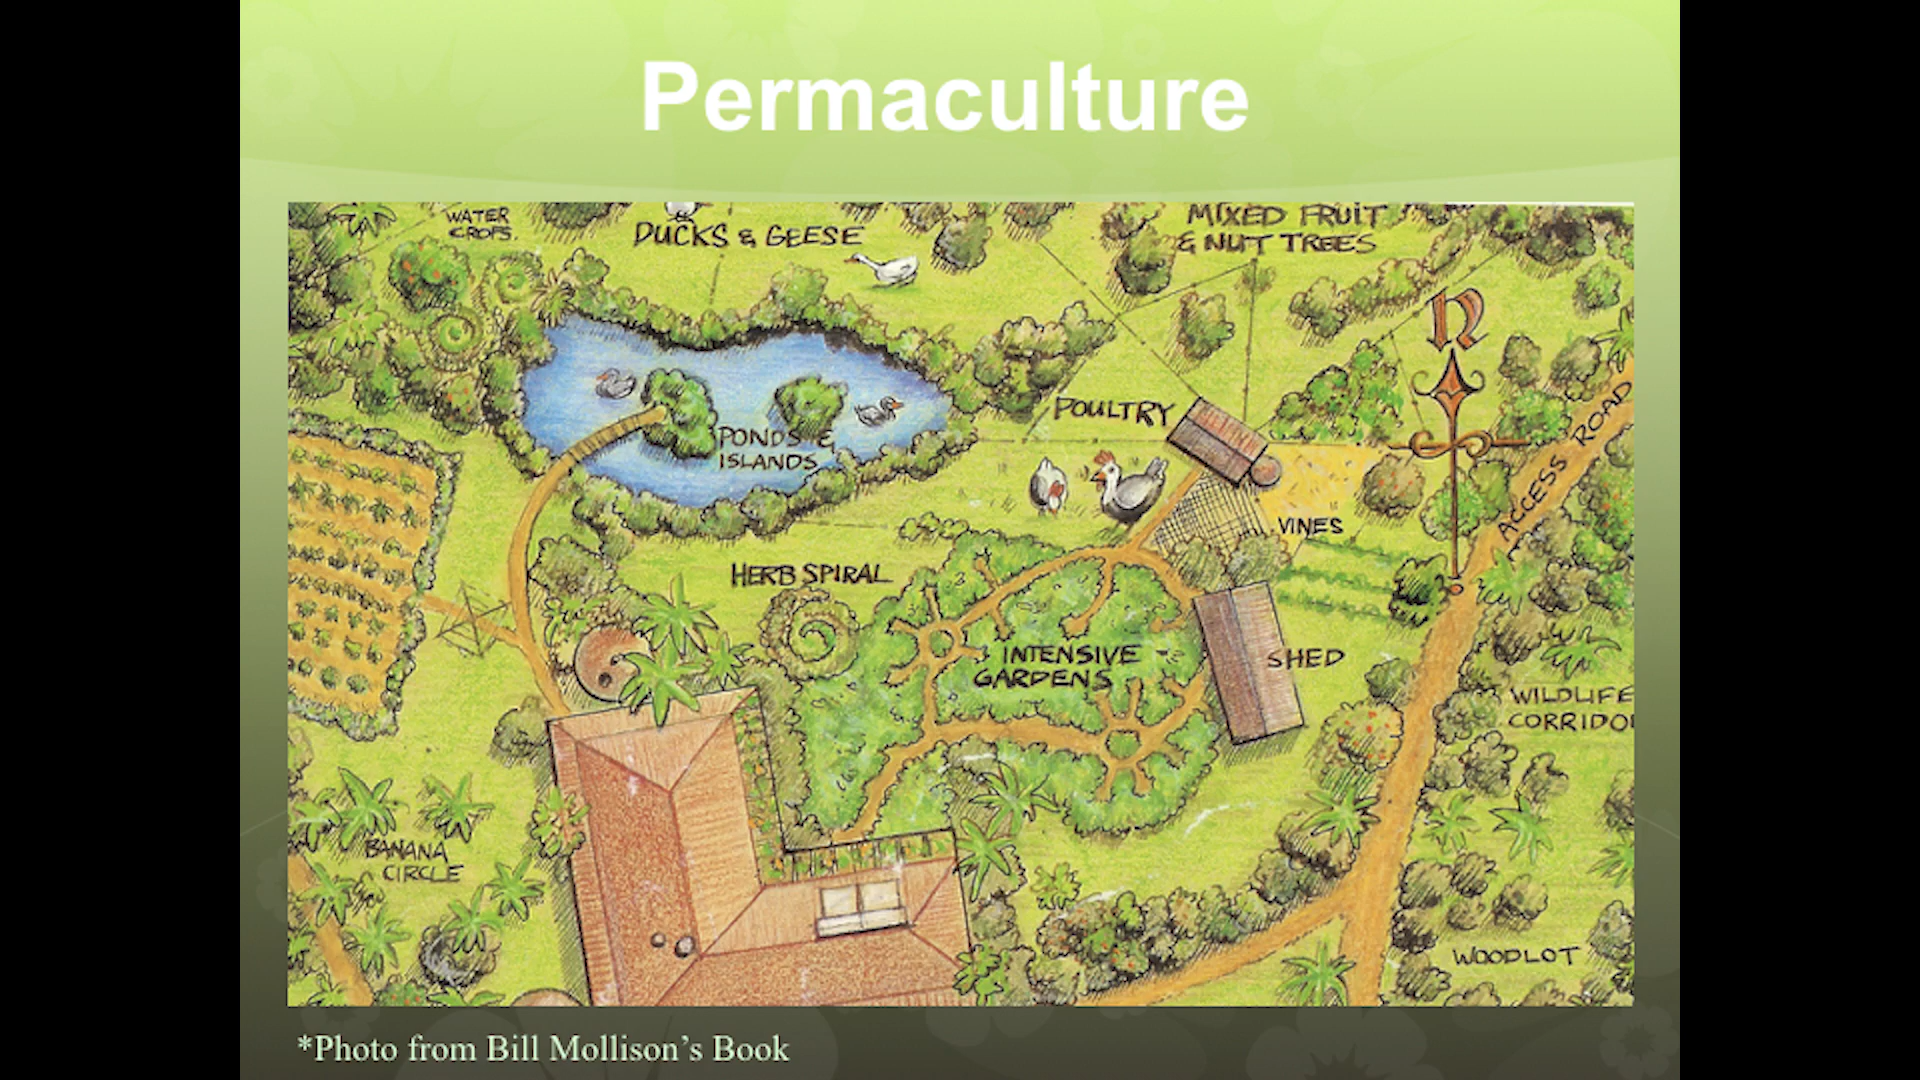 Permaculture
WATER
CROPS.
DUCKS & GEESE
MIXED FRUIT
& NUT TREES
n
POULTRY
PONDS &
ISLANDS
ACCESS ROAD
VINES
HERB SPIRAL
INTENSIVE
GARDENS
SHED
WILDLIFE
CORRIDO
BANANA
CIRCLE
WOODLOT
*Photo from Bill Mollison's Book